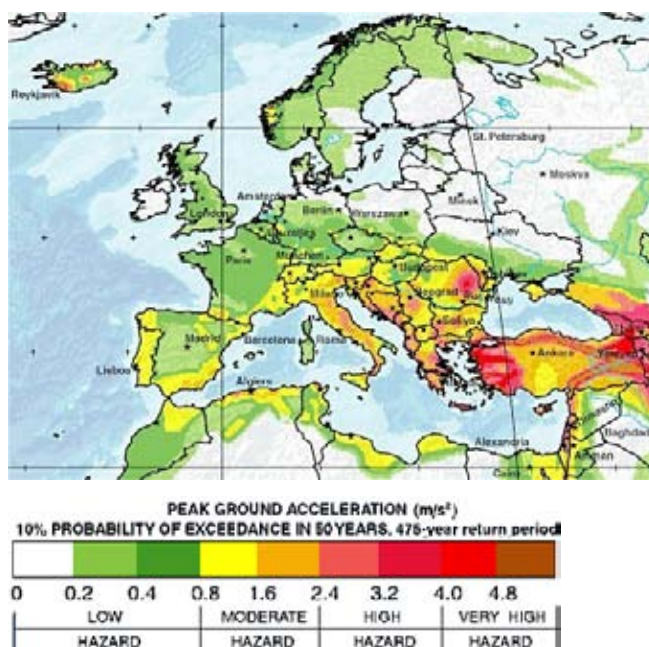 Reykjavik
St. Petersburg
Moskva
Amsterdam
Minsk
London
Berlin
Warszawa
Kiev
Paris
Munchen
Budapest
Milano
Beograd
Sofiya
Madrid
Barcelona
Roma
Ankara
Lisboa
Algiers
Alexandria
Baghdad
Cairo
Amman
PEAK GROUND ACCELERATION (m/s²)
10% PROBABILITY OF EXCEEDANCE IN 50 YEARS, 475-year return period
0 0.2 0.4 0.8 1.6 2.4 3.2 4.0 4.8
LOW MODERATE HIGH VERY HIGH
HAZARD HAZARD HAZARD HAZARD